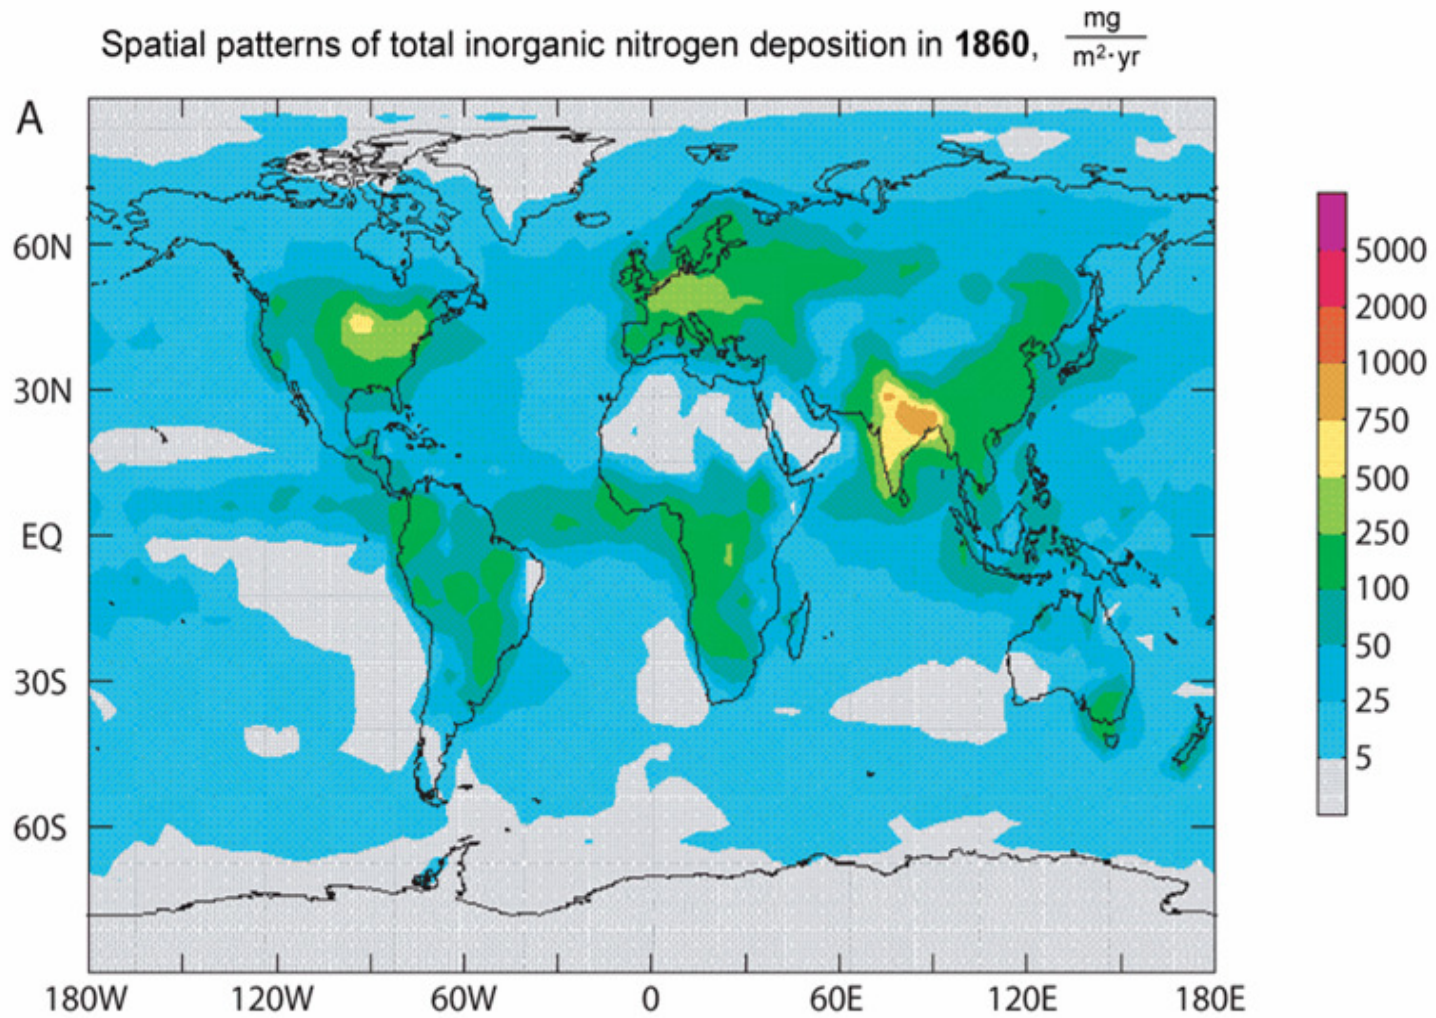 Spatial patterns of total inorganic nitrogen deposition in 1860, mg
m²·yr
A
60N
30N
EQ
30S
60S
180W 120W 60W 0 60E 120E 180E
5000
2000
1000
750
500
250
100
50
25
5